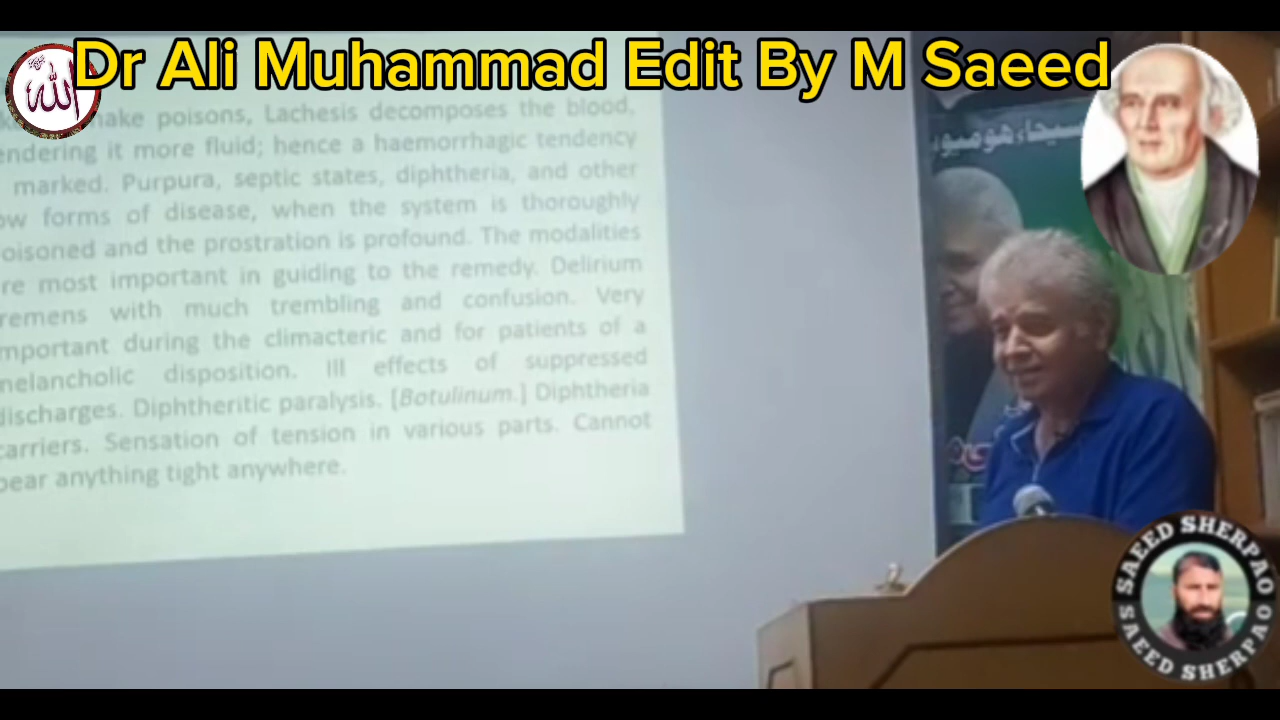 Dr Ali Muhammad Edit By M Saeed
الله
poisons, Lachesis decomposes the blood,
endering it more fluid; hence a haemorrhagic tendency
marked. Purpura, septic states, diphtheria, and other
ow forms of disease, when the system is thoroughly
oisoned and the prostration is profound. The modalities
re most important in guiding to the remedy. Delirium
remens with much trembling and confusion. Very
mportant during the climacteric and for patients of a
nelancholic disposition. Ill effects of suppressed
discharges. Diphtheritic paralysis. [Botulinum.] Diphtheria
carriers. Sensation of tension in various parts. Cannot
bear anything tight anywhere.
SAEED SHERPAO
SAEED SHERPAO